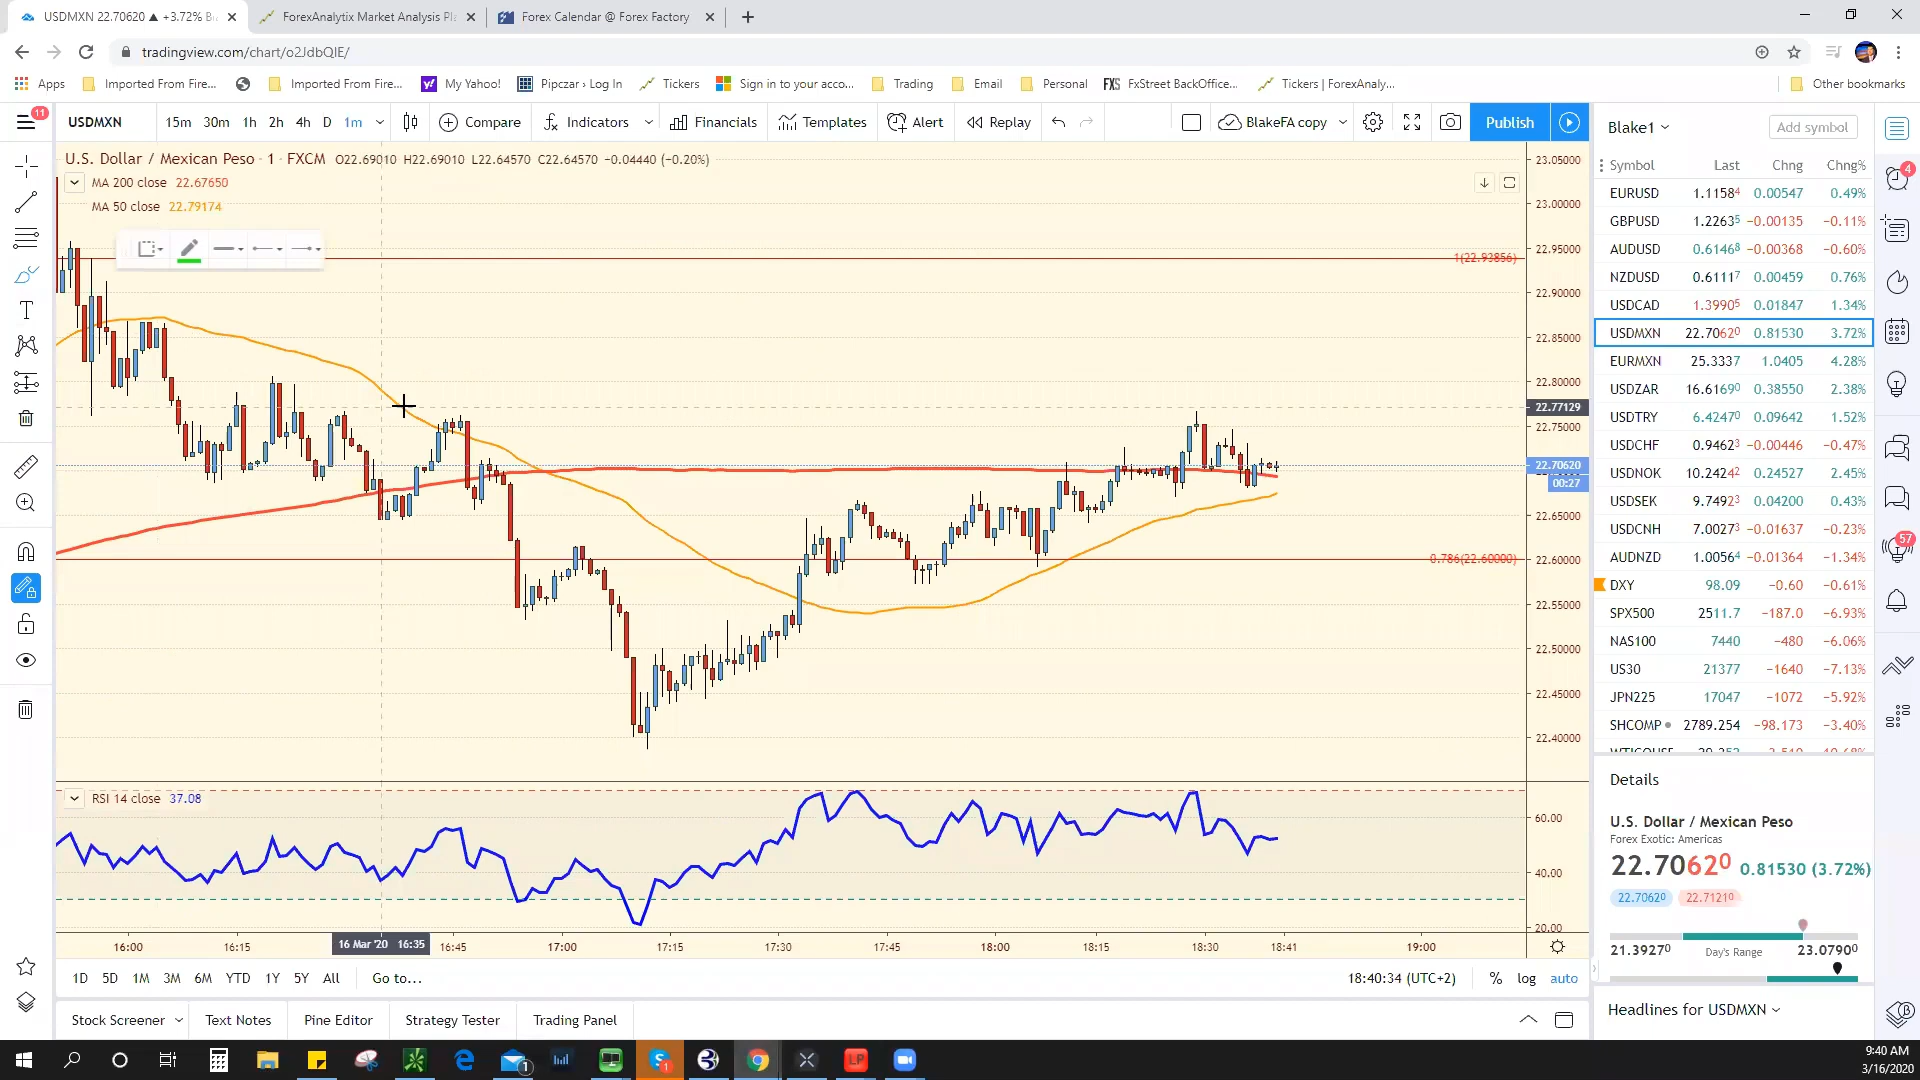 USDMXN 22.70620 ▲ +3.72% Bl
ForexAnalytix Market Analysis Pl
Forex Calendar @ Forex Factory
tradingview.com/chart/o2JdbQIE/
Apps
Imported From Fire...
Imported From Fire...
My Yahoo!
Pipczar › Log In
Tickers
Sign in to your acco...
Trading
Email
Personal
FXS FxStreet BackOffice...
Tickers | ForexAnaly...
Other bookmarks
11
USDMXN
15m 30m 1h 2h 4h D 1m
Compare
Indicators
Financials
Templates
Alert
Replay
BlakeFA copy
Publish
U.S. Dollar / Mexican Peso · 1 · FXCM O22.69010 H22.69010 L22.64570 C22.64570 −0.04440 (−0.20%)
MA 200 close 22.67650
MA 50 close 22.79174
1(22.93856)
0.786(22.60000)
23.05000
23.00000
22.95000
22.90000
22.85000
22.80000
22.77129
22.75000
22.70620
00:27
22.65000
22.60000
22.55000
22.50000
22.45000
22.40000
RSI 14 close 37.08
60.00
40.00
20.00
16:00 16:15 16 Mar '20 16:35 16:45 17:00 17:15 17:30 17:45 18:00 18:15 18:30 18:41 19:00
1D 5D 1M 3M 6M YTD 1Y 5Y All Go to...
18:40:34 (UTC+2) % log auto
Stock Screener Text Notes Pine Editor Strategy Tester Trading Panel
Blake1
Add symbol
Symbol Last Chng Chng%
EURUSD 1.11584 0.00547 0.49%
GBPUSD 1.22635 −0.00135 −0.11%
AUDUSD 0.61468 −0.00368 −0.60%
NZDUSD 0.61117 0.00459 0.76%
USDCAD 1.39905 0.01847 1.34%
USDMXN 22.70620 0.81530 3.72%
EURMXN 25.3337 1.0405 4.28%
USDZAR 16.61690 0.38550 2.38%
USDTRY 6.42470 0.09642 1.52%
USDCHF 0.94623 −0.00446 −0.47%
USDNOK 10.24242 0.24527 2.45%
USDSEK 9.74923 0.04200 0.43%
USDCNH 7.00273 −0.01637 −0.23%
AUDNZD 1.00564 −0.01364 −1.34%
DXY 98.09 −0.60 −0.61%
SPX500 2511.7 −187.0 −6.93%
NAS100 7440 −480 −6.06%
US30 21377 −1640 −7.13%
JPN225 17047 −1072 −5.92%
SHCOMP 2789.254 −98.173 −3.40%
Details
U.S. Dollar / Mexican Peso
Forex Exotic: Americas
22.70620 0.81530 (3.72%)
22.70620 22.71210
21.39270 Day's Range 23.07900
Headlines for USDMXN
4
57
1
1
LP
9:40 AM
3/16/2020